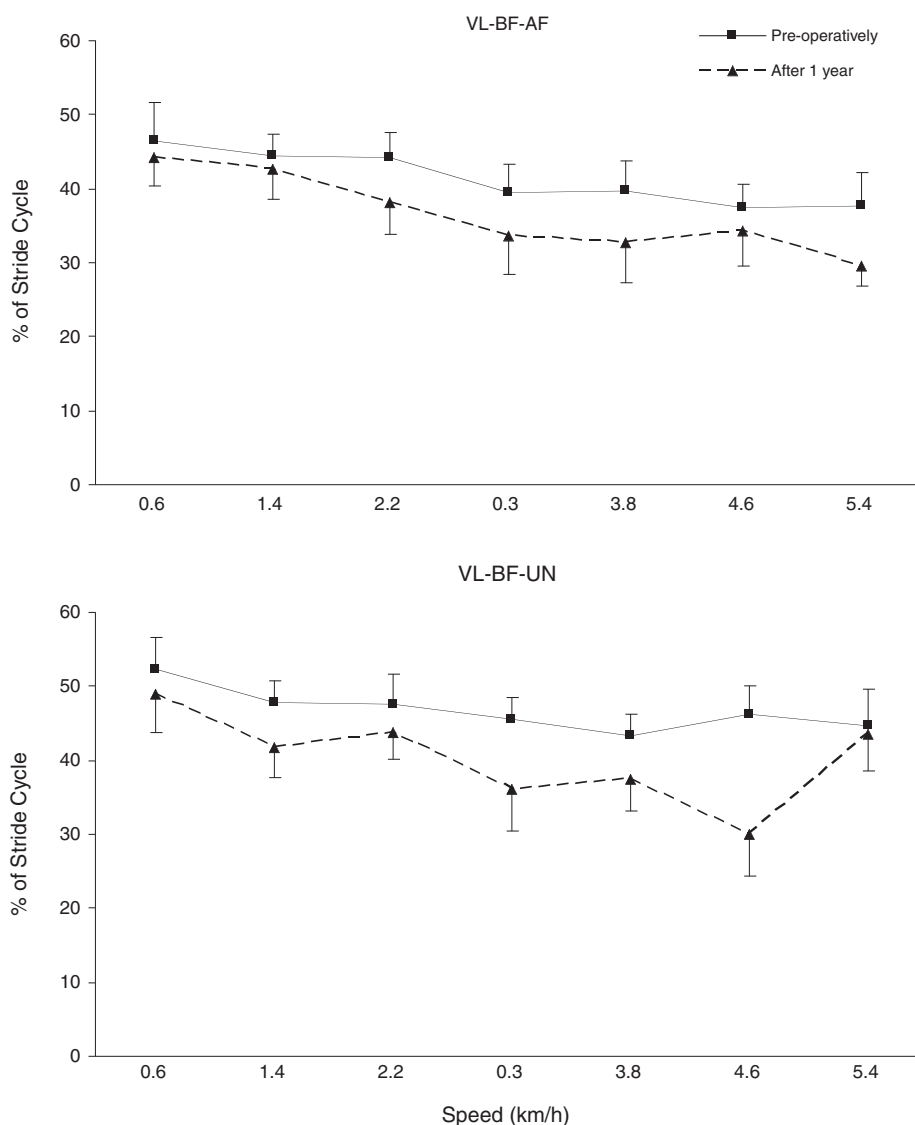 VL-BF-AF
Pre-operatively
After 1 year
% of Stride Cycle
60
50
40
30
20
10
0
0.6 1.4 2.2 0.3 3.8 4.6 5.4
VL-BF-UN
% of Stride Cycle
60
50
40
30
20
10
0
0.6 1.4 2.2 0.3 3.8 4.6 5.4
Speed (km/h)